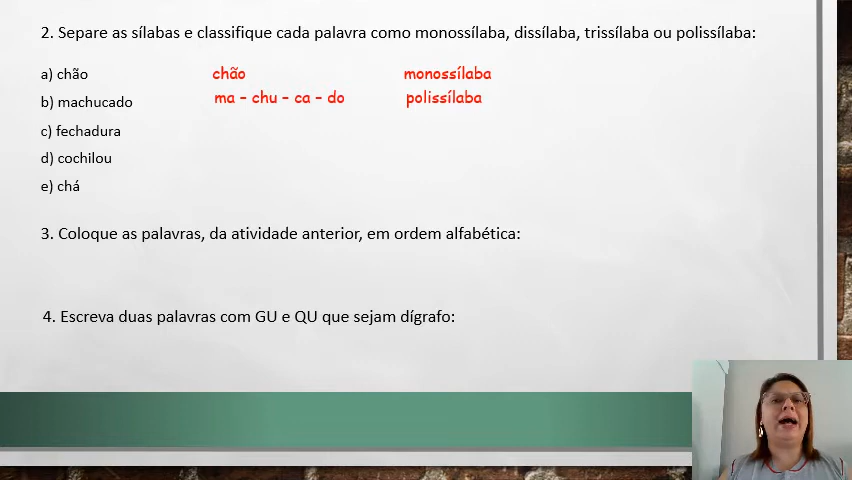 2. Separe as sílabas e classifique cada palavra como monossílaba, dissílaba, trissílaba ou polissílaba:
a) chão chão monossílaba
b) machucado ma – chu – ca – do polissílaba
c) fechadura
d) cochilou
e) chá
3. Coloque as palavras, da atividade anterior, em ordem alfabética:
4. Escreva duas palavras com GU e QU que sejam dígrafo: